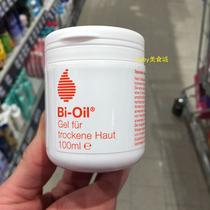 Bi-Oil®
Gel für
trockene Haut
100ml ℮